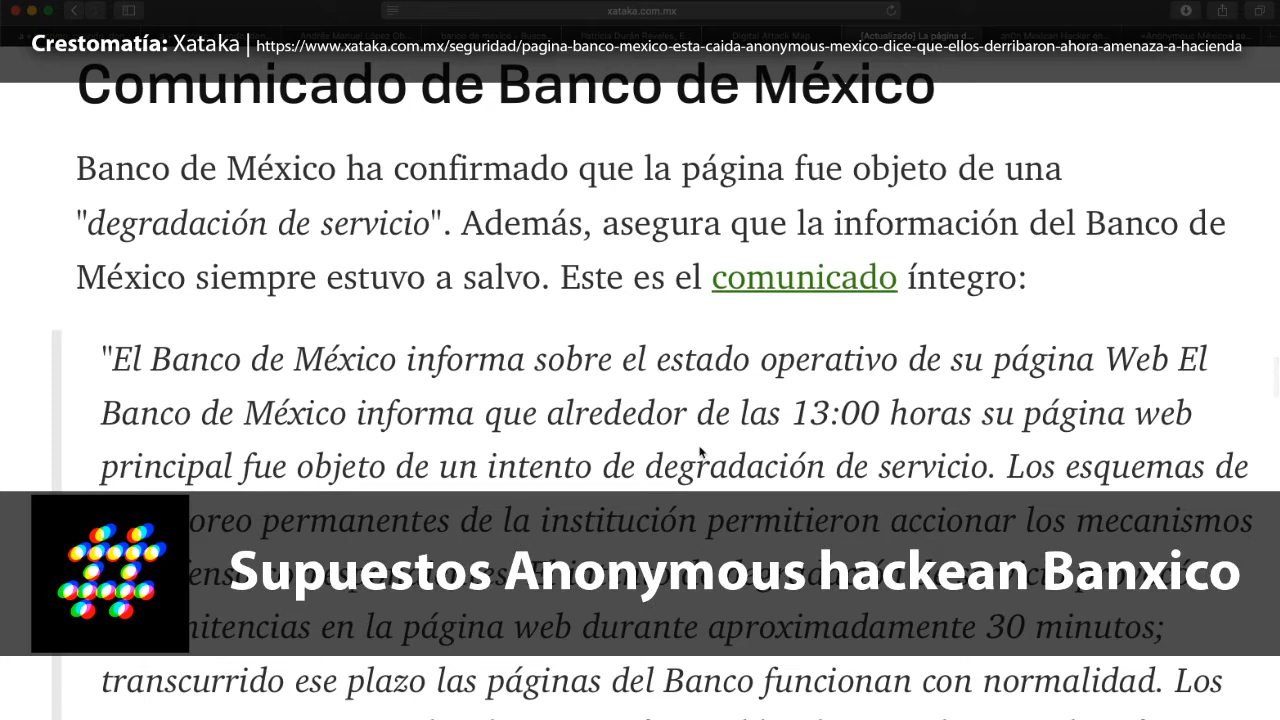 xataka.com.mx
Crestomatía: Xataka | https://www.xataka.com.mx/seguridad/pagina-banco-mexico-esta-caida-anonymous-mexico-dice-que-ellos-derribaron-ahora-amenaza-a-hacienda
Comunicado de Banco de México
Banco de México ha confirmado que la página fue objeto de una
"degradación de servicio". Además, asegura que la información del Banco de
México siempre estuvo a salvo. Este es el comunicado íntegro:
"El Banco de México informa sobre el estado operativo de su página Web El
Banco de México informa que alrededor de las 13:00 horas su página web
principal fue objeto de un intento de degradación de servicio. Los esquemas de
oreo permanentes de la institución permitieron accionar los mecanismos
Supuestos Anonymous hackean Banxico
itencias en la página web durante aproximadamente 30 minutos;
transcurrido ese plazo las páginas del Banco funcionan con normalidad. Los